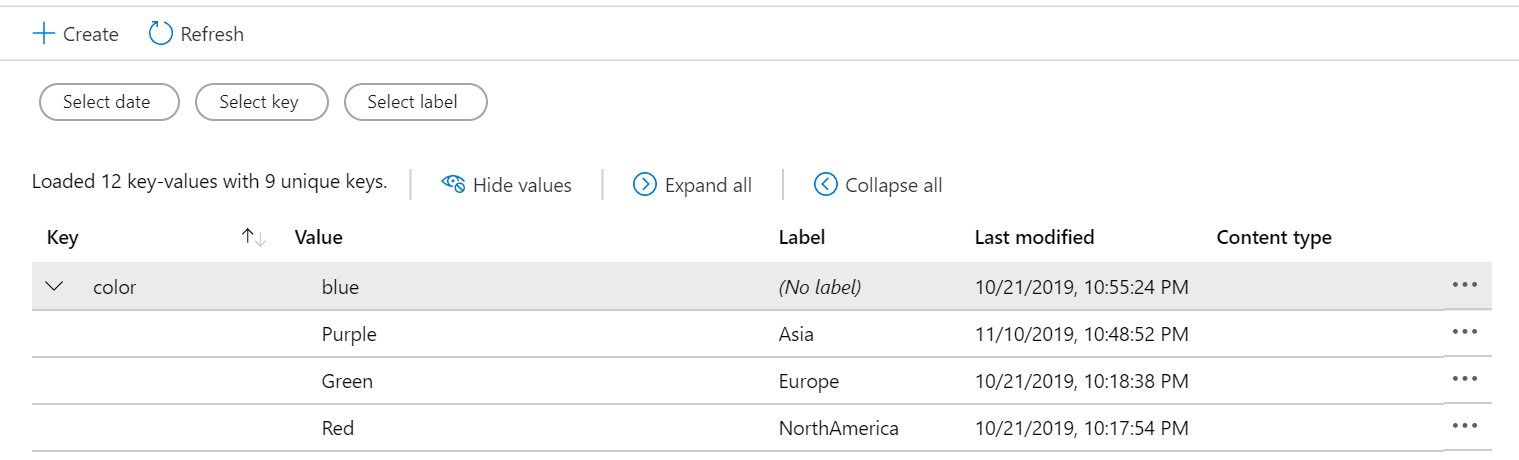 Create Refresh
Select date Select key Select label
Loaded 12 key-values with 9 unique keys. Hide values Expand all Collapse all
Key Value Label Last modified Content type
color blue (No label) 10/21/2019, 10:55:24 PM
Purple Asia 11/10/2019, 10:48:52 PM
Green Europe 10/21/2019, 10:18:38 PM
Red NorthAmerica 10/21/2019, 10:17:54 PM